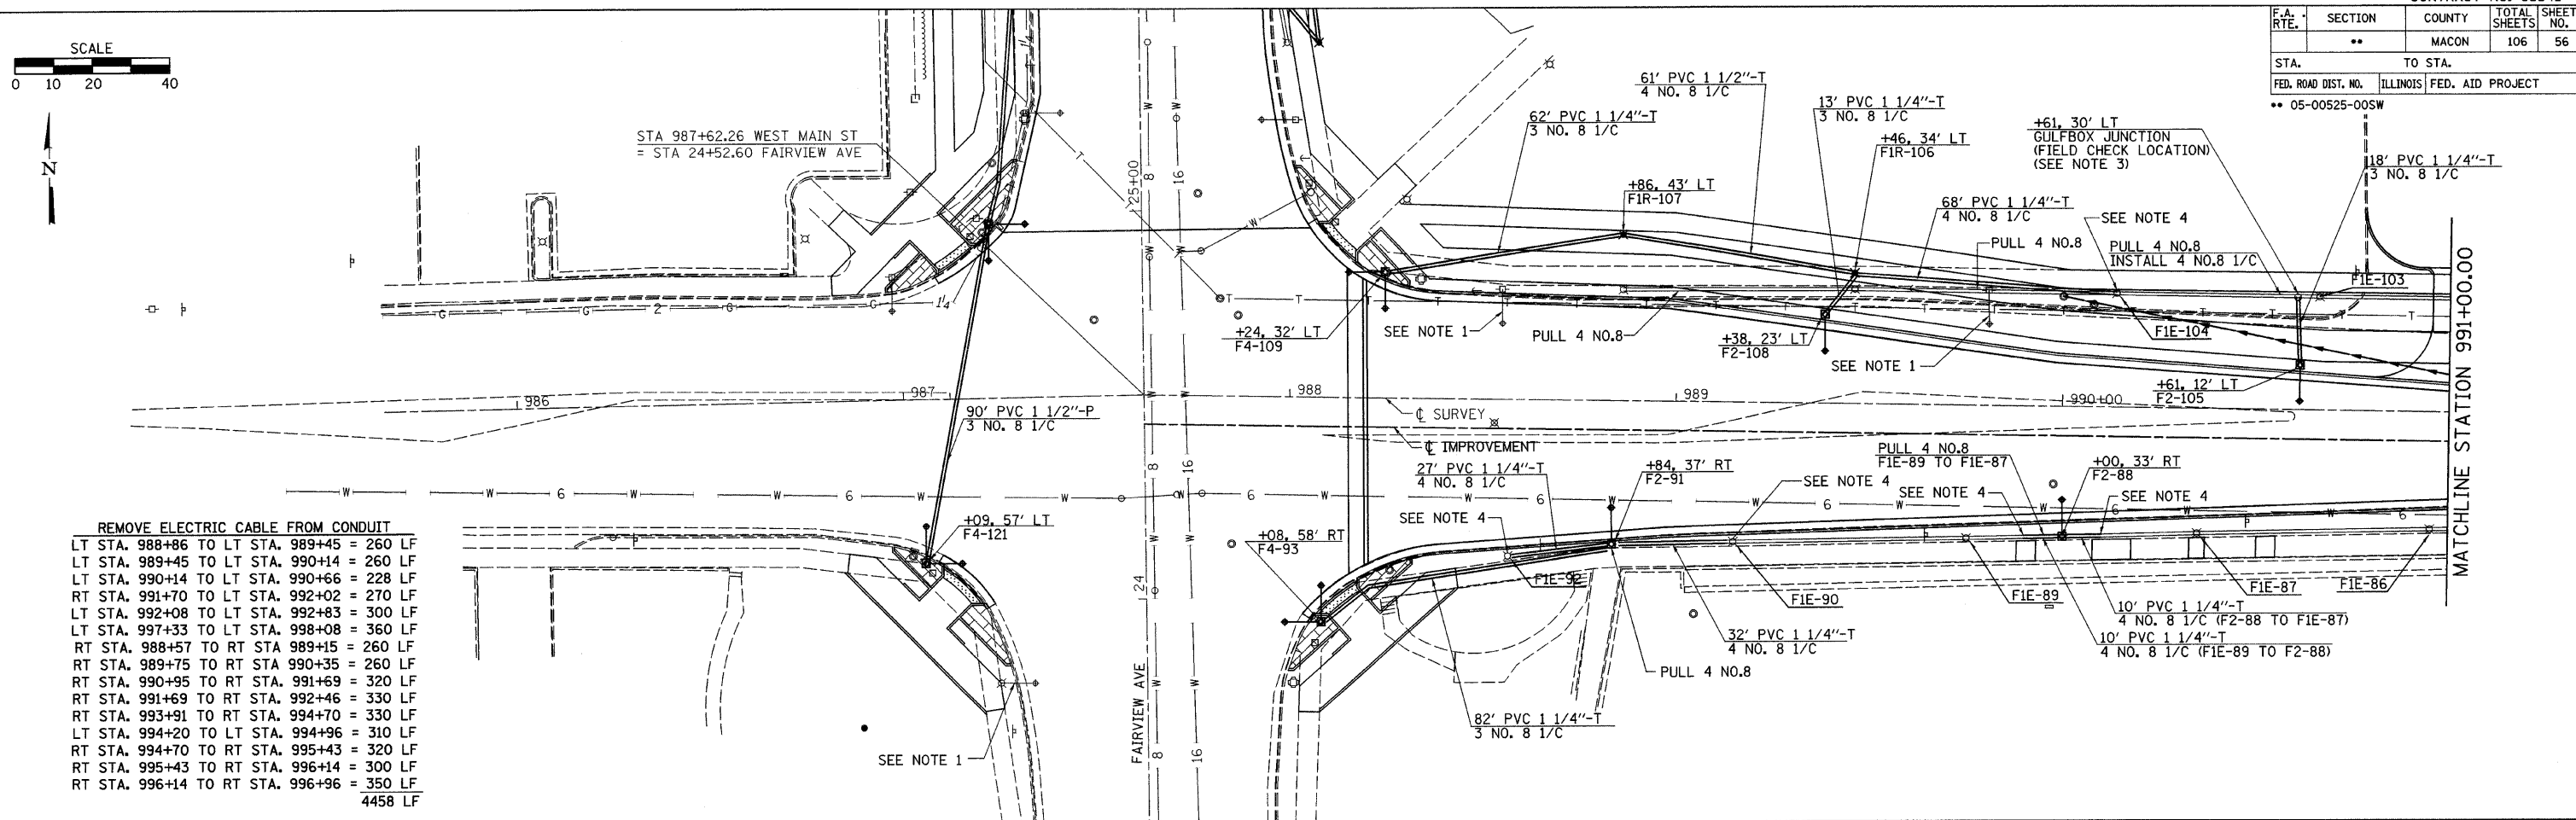 F.A. RTE. SECTION COUNTY TOTAL SHEETS SHEET NO.
•• MACON 106 56
STA. TO STA.
FED. ROAD DIST. NO. ILLINOIS FED. AID PROJECT
•• 05-00525-00SW
SCALE
0 10 20 40
N
STA 987+62.26 WEST MAIN ST
= STA 24+52.60 FAIRVIEW AVE
61' PVC 1 1/2"-T
4 NO. 8 1/C
62' PVC 1 1/4"-T
3 NO. 8 1/C
13' PVC 1 1/4"-T
3 NO. 8 1/C
+46, 34' LT
F1R-106
+61, 30' LT
GULFBOX JUNCTION
(FIELD CHECK LOCATION)
(SEE NOTE 3)
18' PVC 1 1/4"-T
3 NO. 8 1/C
+86, 43' LT
F1R-107
68' PVC 1 1/4"-T
4 NO. 8 1/C
SEE NOTE 4
PULL 4 NO.8
PULL 4 NO.8
INSTALL 4 NO.8 1/C
F1E-103
25+00
+24, 32' LT
F4-109
SEE NOTE 1
PULL 4 NO.8
+38, 23' LT
F2-108
SEE NOTE 1
F1E-104
+61, 12' LT
F2-105
MATCHLINE STATION 991+00.00
986
987
988
989
990+00
90' PVC 1 1/2"-P
3 NO. 8 1/C
℄ SURVEY
℄ IMPROVEMENT
27' PVC 1 1/4"-T
4 NO. 8 1/C
+84, 37' RT
F2-91
PULL 4 NO.8
F1E-89 TO F1E-87
+00, 33' RT
F2-88
SEE NOTE 4
SEE NOTE 4
SEE NOTE 4
SEE NOTE 4
+09, 57' LT
F4-121
+08, 58' RT
F4-93
F1E-92
F1E-90
F1E-89
F1E-87
F1E-86
10' PVC 1 1/4"-T
4 NO. 8 1/C (F2-88 TO F1E-87)
10' PVC 1 1/4"-T
4 NO. 8 1/C (F1E-89 TO F2-88)
32' PVC 1 1/4"-T
4 NO. 8 1/C
PULL 4 NO.8
82' PVC 1 1/4"-T
3 NO. 8 1/C
SEE NOTE 1
FAIRVIEW AVE
24
REMOVE ELECTRIC CABLE FROM CONDUIT
LT STA. 988+86 TO LT STA. 989+45 = 260 LF
LT STA. 989+45 TO LT STA. 990+14 = 260 LF
LT STA. 990+14 TO LT STA. 990+66 = 228 LF
RT STA. 991+70 TO LT STA. 992+02 = 270 LF
LT STA. 992+08 TO LT STA. 992+83 = 300 LF
LT STA. 997+33 TO LT STA. 998+08 = 360 LF
RT STA. 988+57 TO RT STA 989+15 = 260 LF
RT STA. 989+75 TO RT STA 990+35 = 260 LF
RT STA. 990+95 TO RT STA. 991+69 = 320 LF
RT STA. 991+69 TO RT STA. 992+46 = 330 LF
RT STA. 993+91 TO RT STA. 994+70 = 330 LF
LT STA. 994+20 TO LT STA. 994+96 = 310 LF
RT STA. 994+70 TO RT STA. 995+43 = 320 LF
RT STA. 995+43 TO RT STA. 996+14 = 300 LF
RT STA. 996+14 TO RT STA. 996+96 = 350 LF
4458 LF